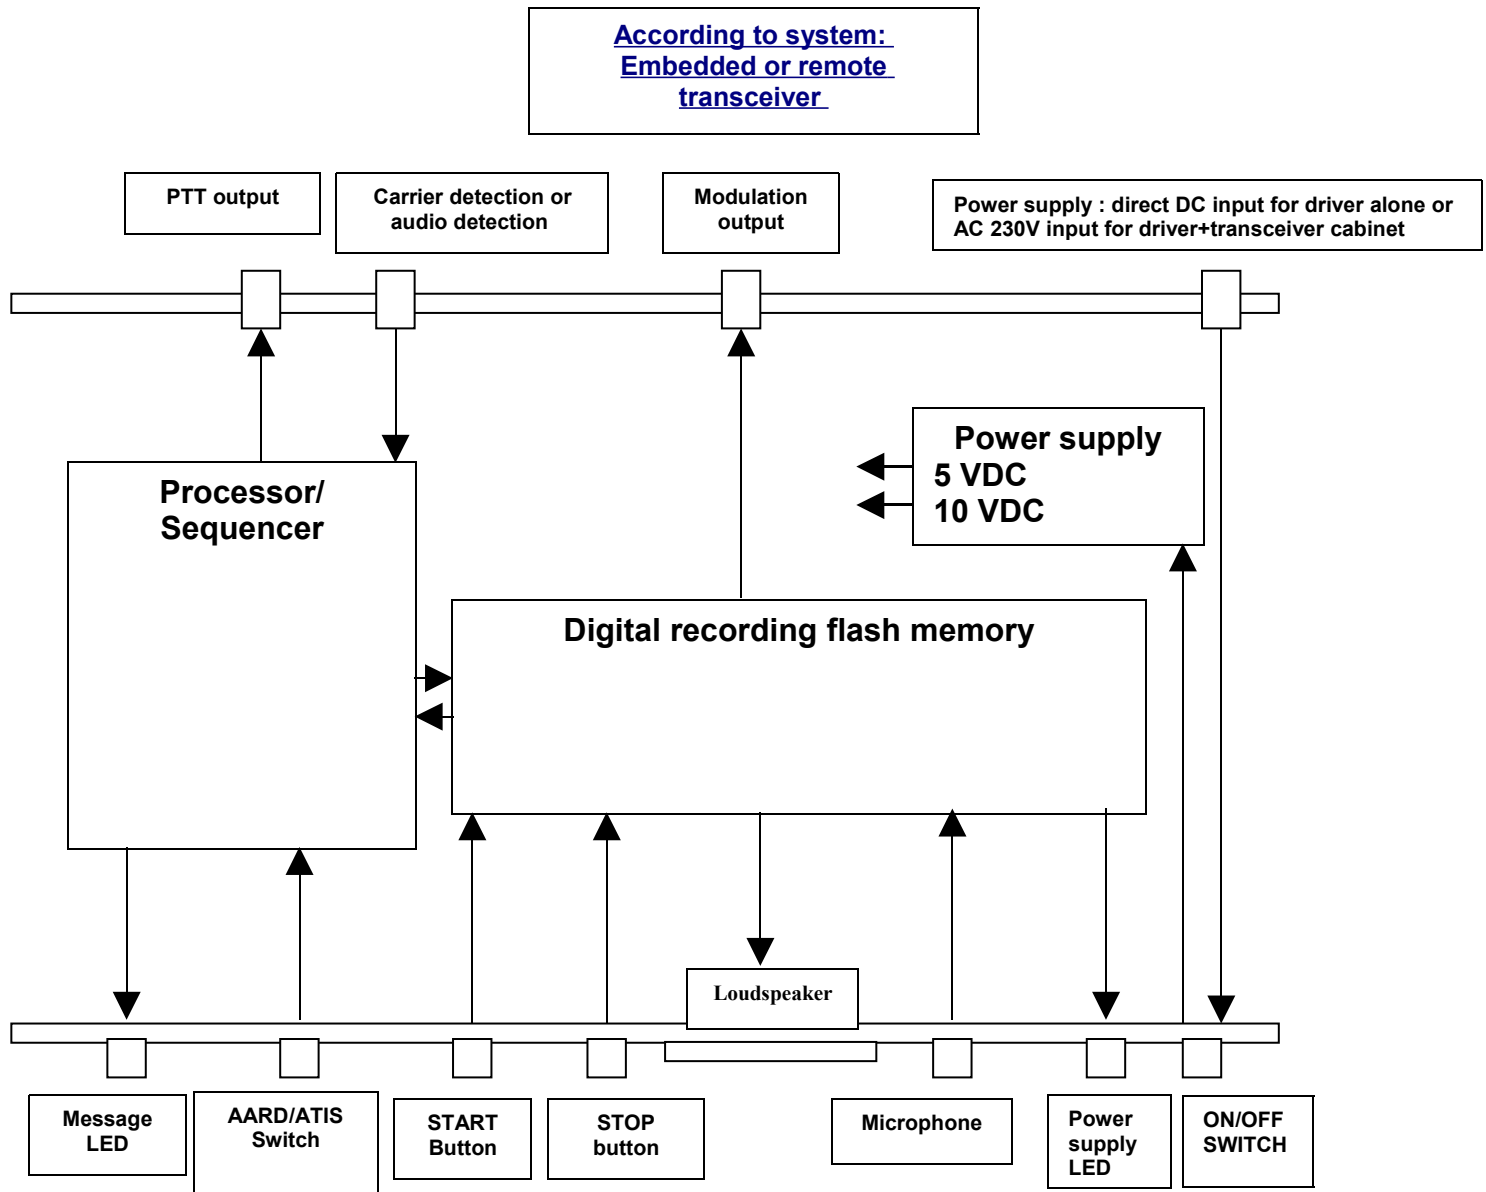 According to system:
Embedded or remote
transceiver
PTT output
Carrier detection or
audio detection
Modulation
output
Power supply : direct DC input for driver alone or
AC 230V input for driver+transceiver cabinet
Power supply
5 VDC
10 VDC
Processor/
Sequencer
Digital recording flash memory
Loudspeaker
Message
LED
AARD/ATIS
Switch
START
Button
STOP
button
Microphone
Power
supply
LED
ON/OFF
SWITCH